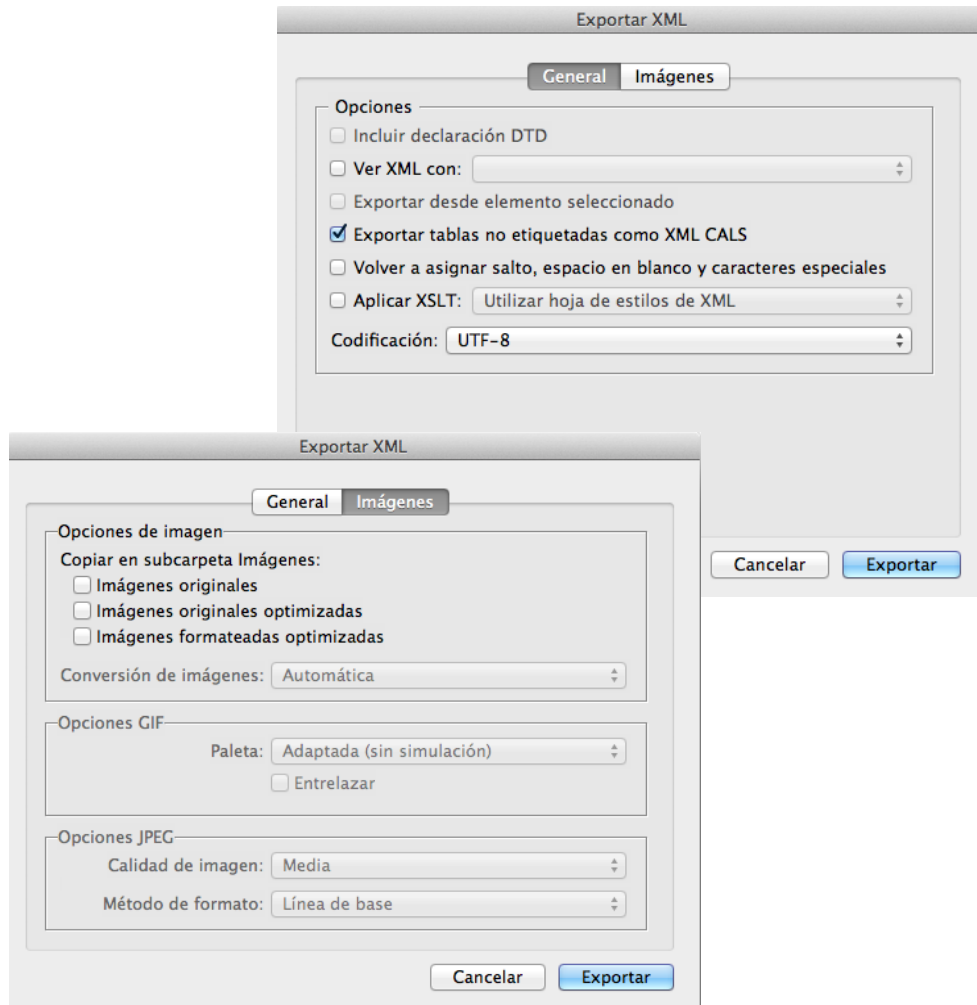 Exportar XML
General Imágenes
Opciones
Incluir declaración DTD
Ver XML con:
Exportar desde elemento seleccionado
Exportar tablas no etiquetadas como XML CALS
Volver a asignar salto, espacio en blanco y caracteres especiales
Aplicar XSLT: Utilizar hoja de estilos de XML
Codificación: UTF-8
Cancelar Exportar
Exportar XML
General Imágenes
Opciones de imagen
Copiar en subcarpeta Imágenes:
Imágenes originales
Imágenes originales optimizadas
Imágenes formateadas optimizadas
Conversión de imágenes: Automática
Opciones GIF
Paleta: Adaptada (sin simulación)
Entrelazar
Opciones JPEG
Calidad de imagen: Media
Método de formato: Línea de base
Cancelar Exportar